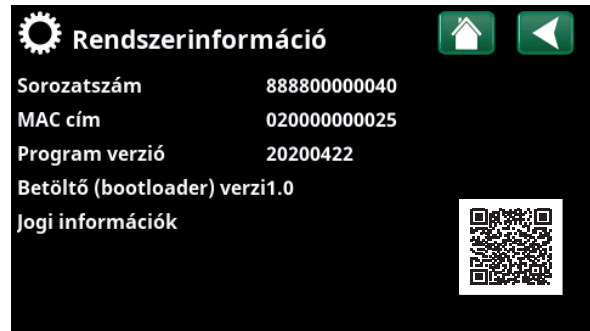 Rendszerinformáció
Sorozatszám 888800000040
MAC cím 020000000025
Program verzió 20200422
Betöltő (bootloader) verzi1.0
Jogi információk